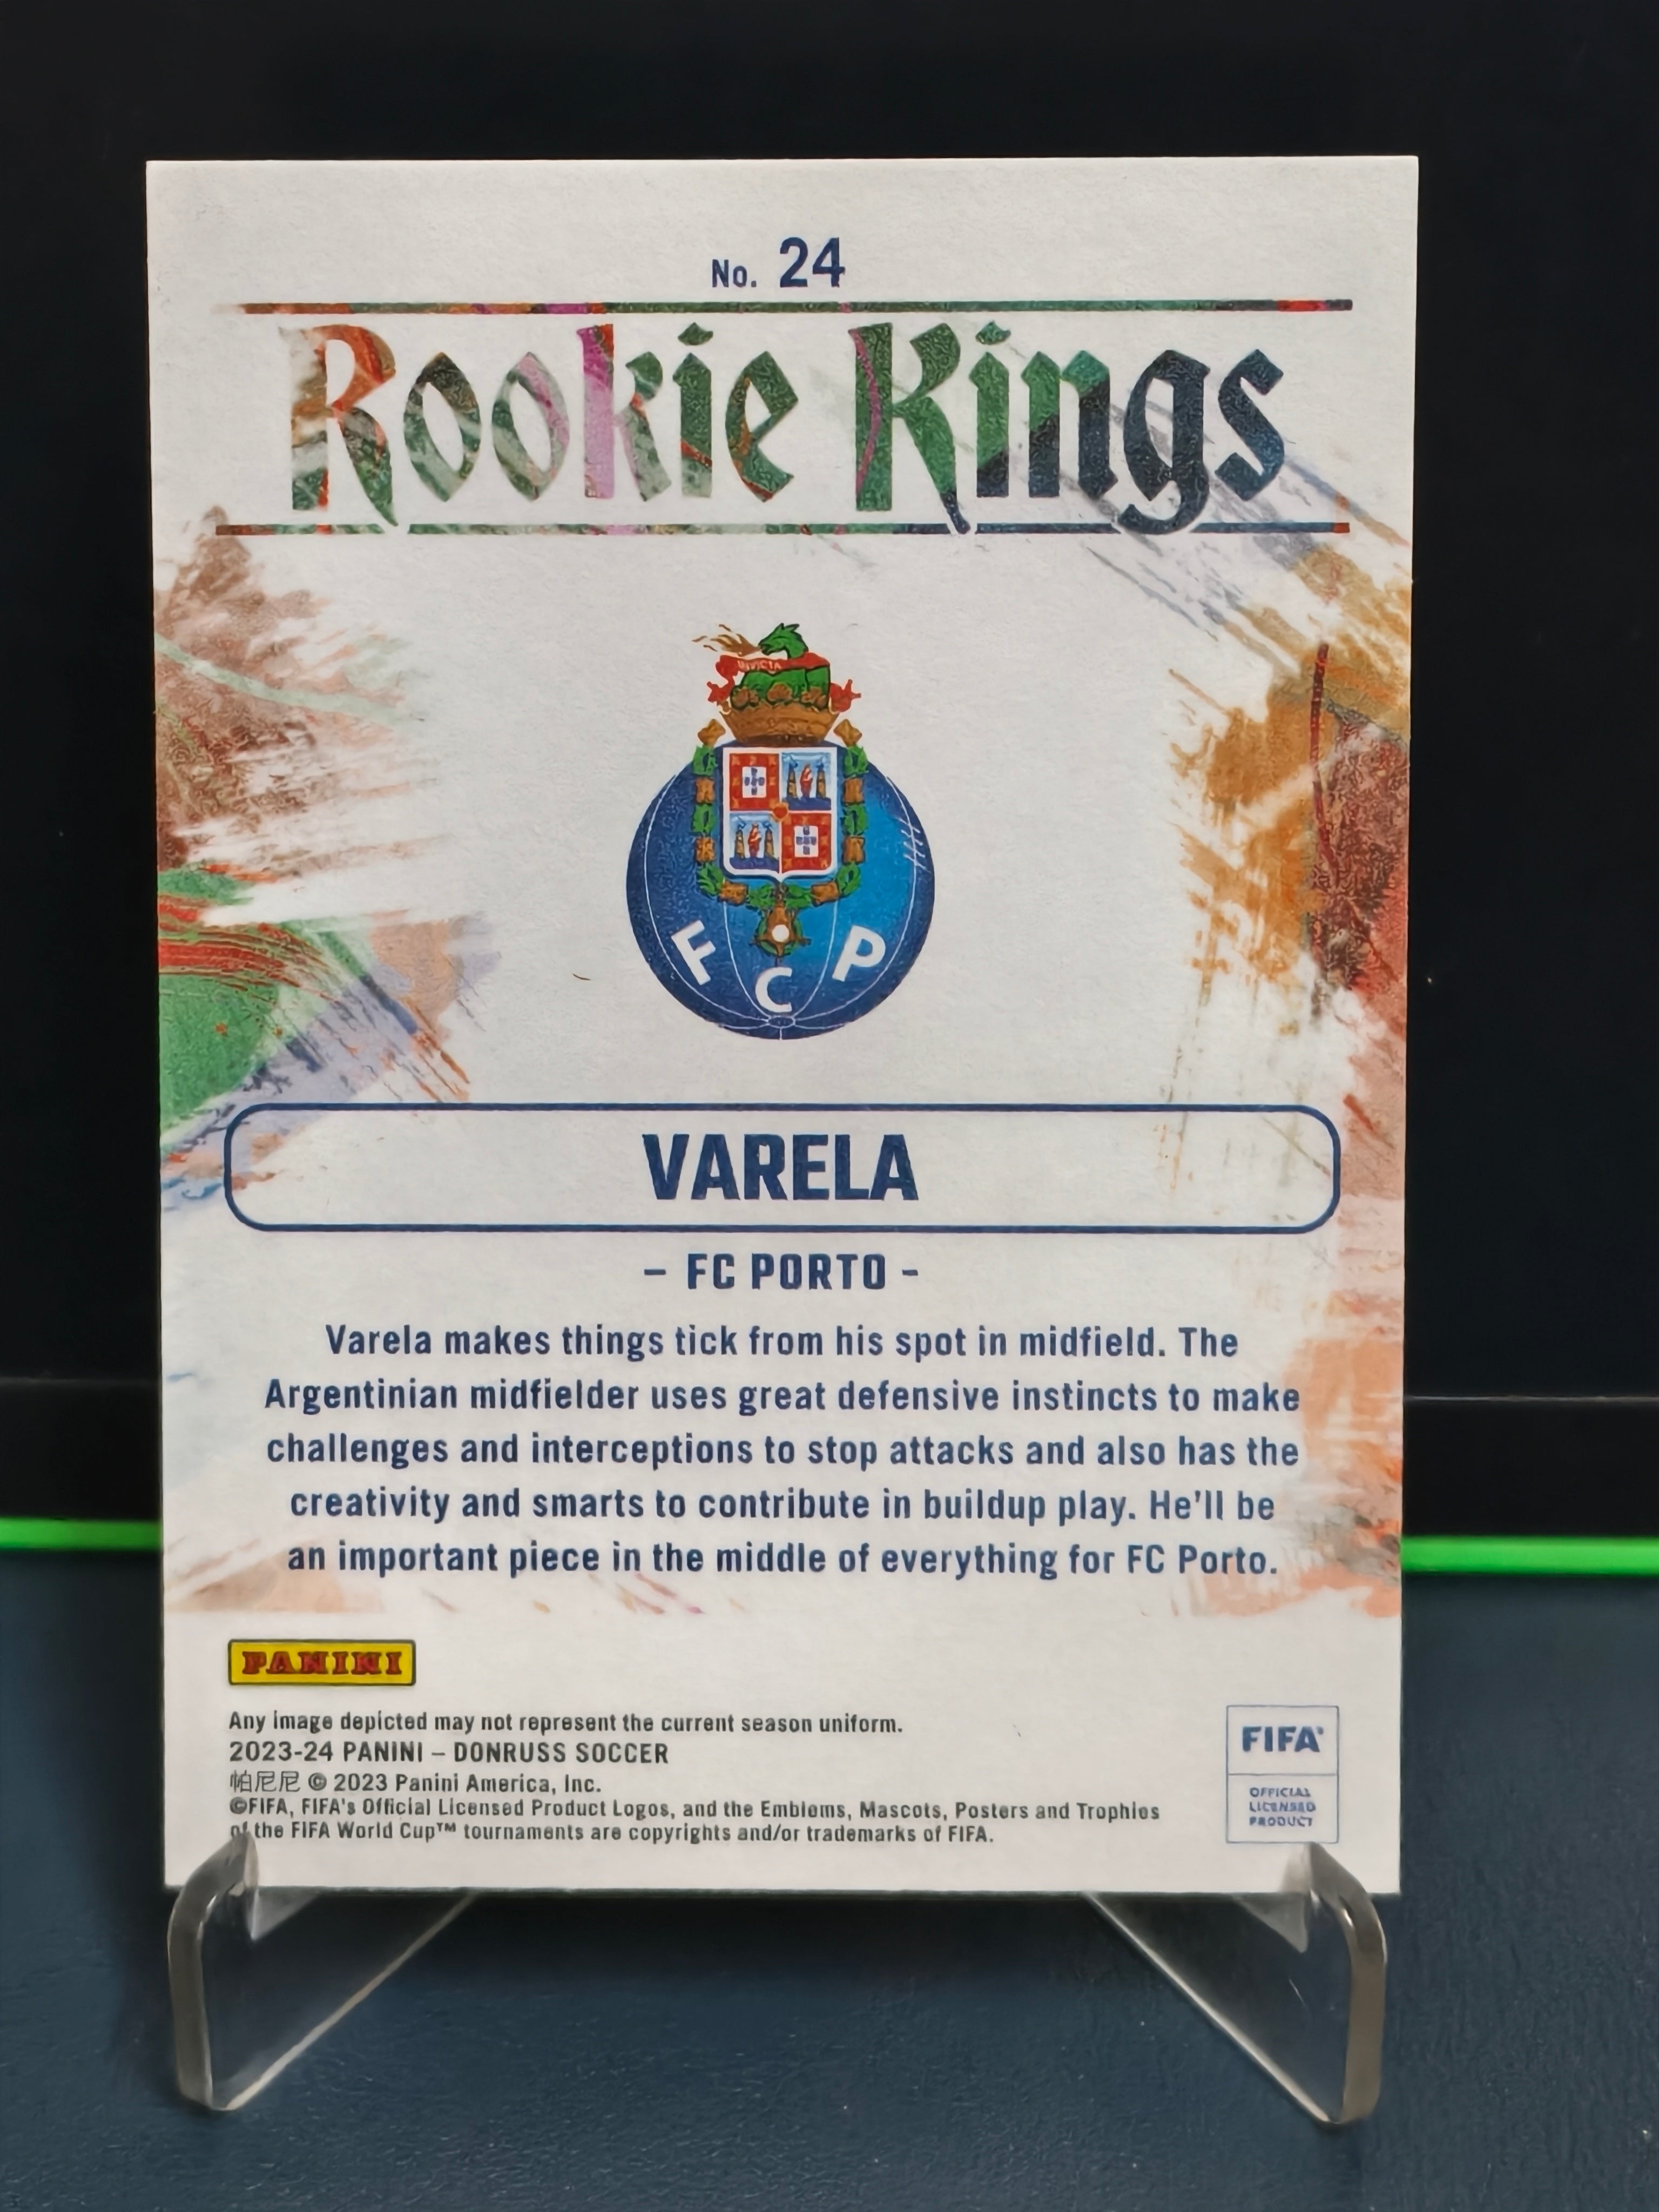 No. 24
Rookie Kings
INVICTA
F C P
VARELA
– FC PORTO –
Varela makes things tick from his spot in midfield. The
Argentinian midfielder uses great defensive instincts to make
challenges and interceptions to stop attacks and also has the
creativity and smarts to contribute in buildup play. He'll be
an important piece in the middle of everything for FC Porto.
PANINI
Any image depicted may not represent the current season uniform.
2023-24 PANINI – DONRUSS SOCCER
帕尼尼 © 2023 Panini America, Inc.
©FIFA, FIFA's Official Licensed Product Logos, and the Emblems, Mascots, Posters and Trophies
of the FIFA World Cup™ tournaments are copyrights and/or trademarks of FIFA.
FIFA®
OFFICIAL
LICENSED
PRODUCT